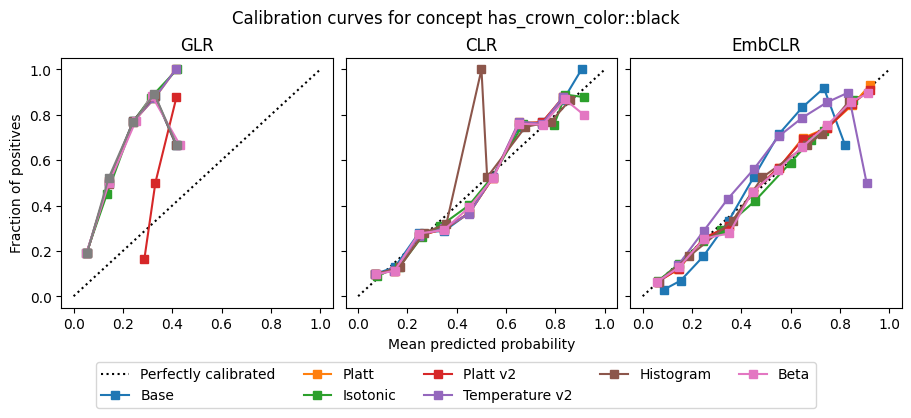 Calibration curves for concept has_crown_color::black
GLR
CLR
EmbCLR
Fraction of positives
1.0
0.8
0.6
0.4
0.2
0.0
0.0 0.2 0.4 0.6 0.8 1.0
0.0 0.2 0.4 0.6 0.8 1.0
0.0 0.2 0.4 0.6 0.8 1.0
Mean predicted probability
Perfectly calibrated
Base
Platt
Isotonic
Platt v2
Temperature v2
Histogram
Beta